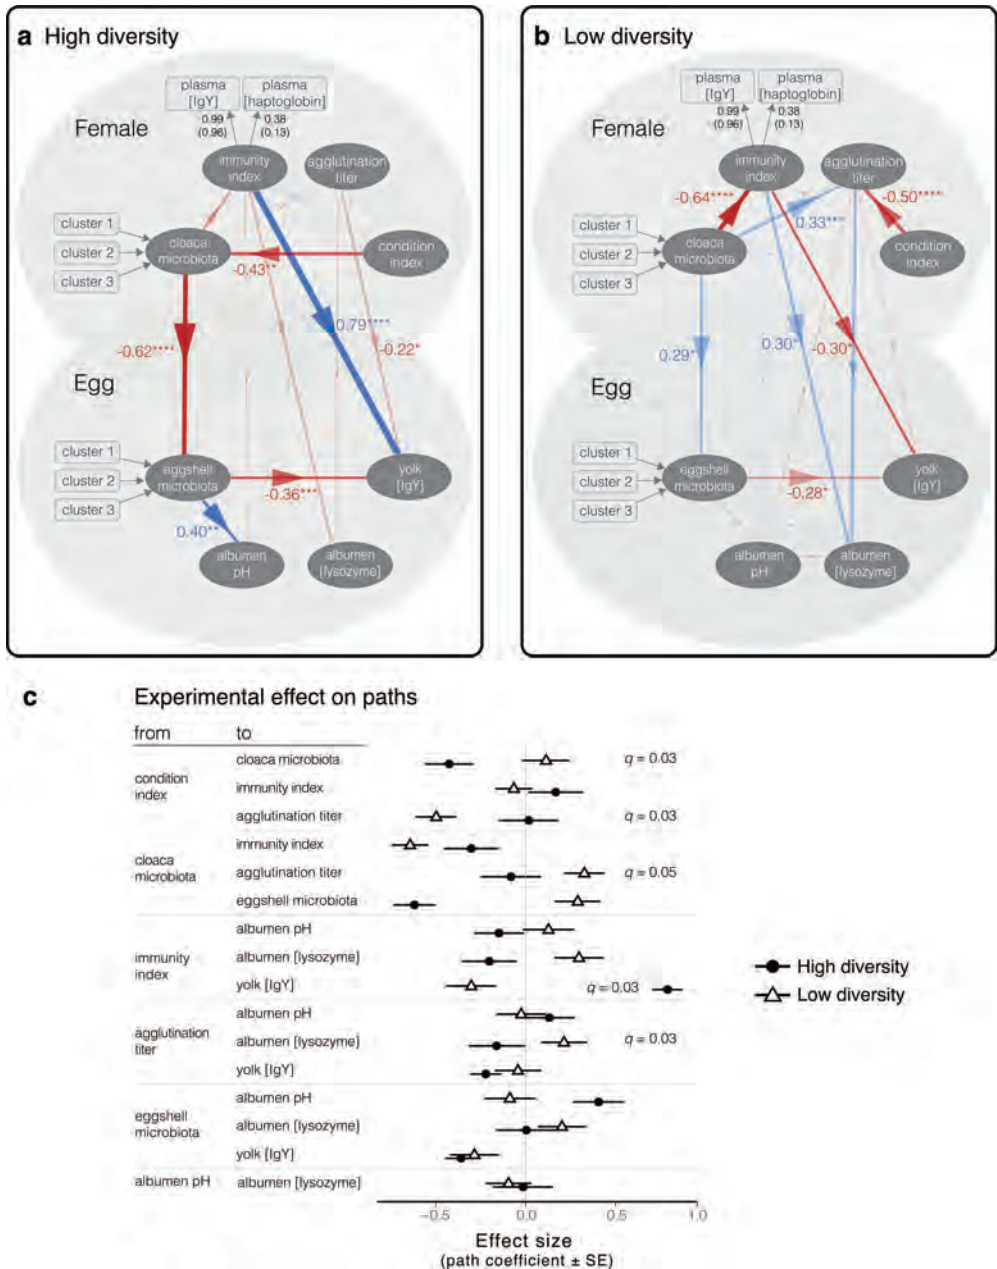 a High diversity
plasma
[IgY]
plasma
[haptoglobin]
0.99
(0.96)
0.38
(0.13)
Female
immunity
index
agglutination
titer
cluster 1
cluster 2
cluster 3
cloaca
microbiota
condition
index
-0.43**
0.79****
-0.62****
-0.22*
Egg
cluster 1
cluster 2
cluster 3
eggshell
microbiota
yolk
[IgY]
-0.36***
0.40**
albumen
pH
albumen
[lysozyme]
b Low diversity
plasma
[IgY]
plasma
[haptoglobin]
0.99
(0.96)
0.38
(0.13)
Female
immunity
index
agglutination
titer
-0.64****
-0.50****
0.33***
cluster 1
cluster 2
cluster 3
cloaca
microbiota
condition
index
0.29*
0.30*
-0.30*
Egg
cluster 1
cluster 2
cluster 3
eggshell
microbiota
yolk
[IgY]
-0.28*
albumen
pH
albumen
[lysozyme]
c Experimental effect on paths
from to
condition
index
cloaca microbiota q = 0.03
immunity index
agglutination titer q = 0.03
cloaca
microbiota
immunity index
agglutination titer q = 0.05
eggshell microbiota
immunity
index
albumen pH
albumen [lysozyme]
yolk [IgY] q = 0.03
agglutination
titer
albumen pH
albumen [lysozyme] q = 0.03
yolk [IgY]
eggshell
microbiota
albumen pH
albumen [lysozyme]
yolk [IgY]
albumen pH albumen [lysozyme]
High diversity
Low diversity
-0.5 0.0 0.5 1.0
Effect size
(path coefficient ± SE)